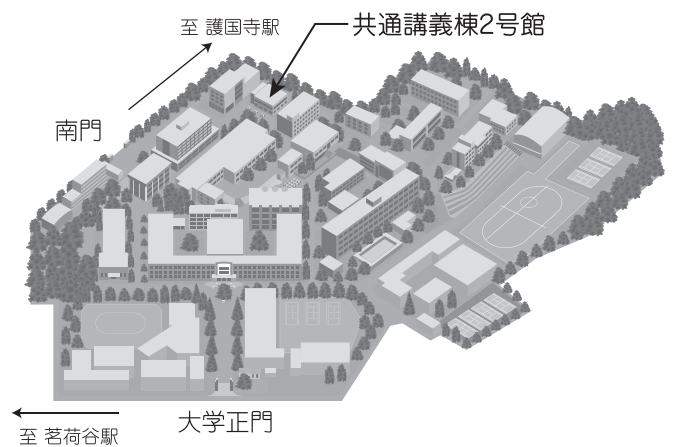 至 護国寺駅
共通講義棟2号館
南門
大学正門
至 茗荷谷駅